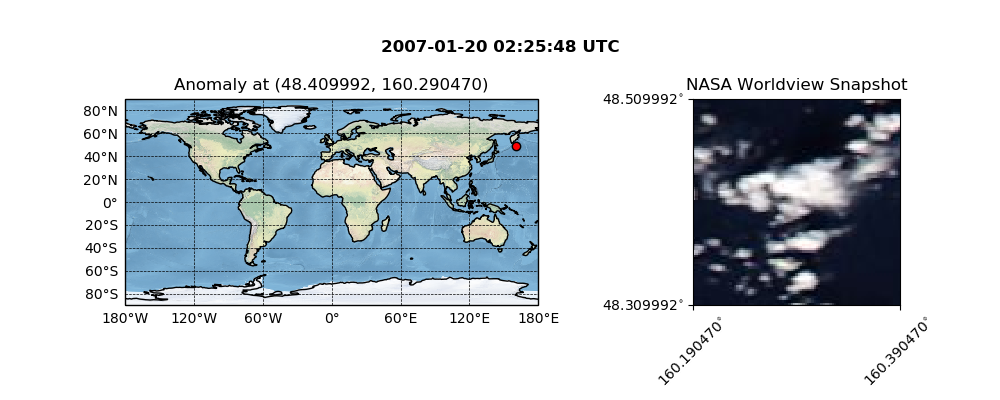 2007-01-20 02:25:48 UTC
Anomaly at (48.409992, 160.290470)
80°N
60°N
40°N
20°N
0°
20°S
40°S
60°S
80°S
180°W 120°W 60°W 0° 60°E 120°E 180°E
NASA Worldview Snapshot
48.509992°
48.309992°
160.190470°
160.390470°